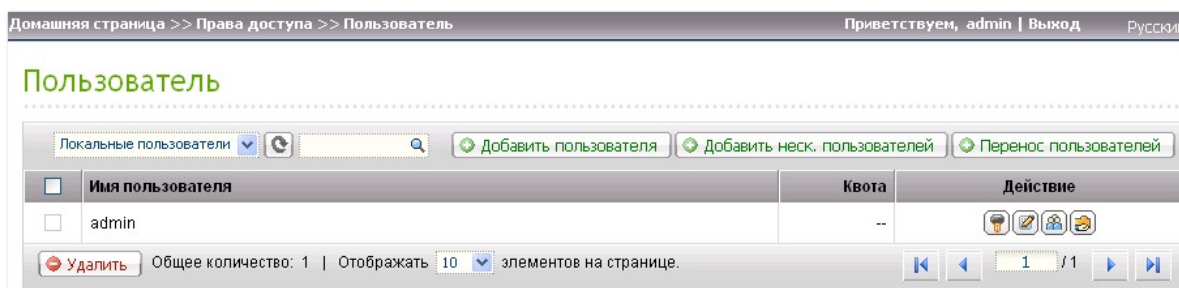 Домашняя страница >> Права доступа >> Пользователь Приветствуем, admin | Выход Русски
Пользователь
Локальные пользователи Добавить пользователя Добавить неск. пользователей Перенос пользователей
Имя пользователя Квота Действие
admin --
Удалить Общее количество: 1 | Отображать 10 элементов на странице. 1 / 1